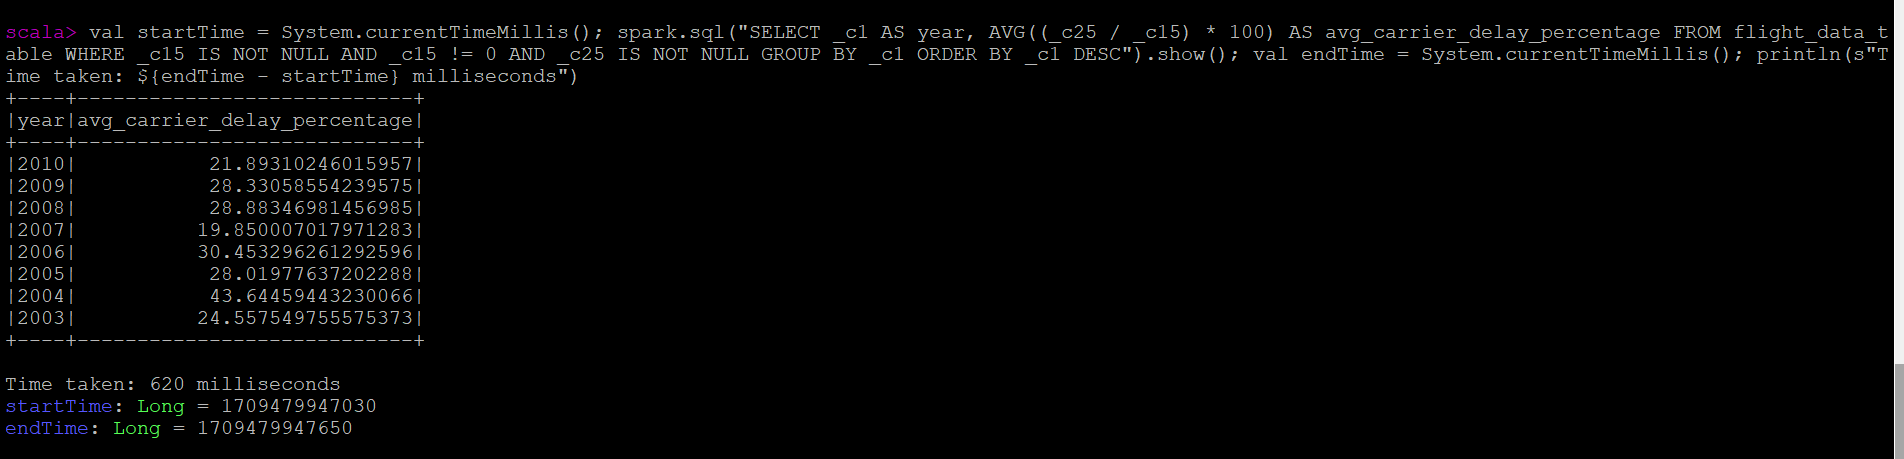 scala> val startTime = System.currentTimeMillis(); spark.sql("SELECT _c1 AS year, AVG((_c25 / _c15) * 100) AS avg_carrier_delay_percentage FROM flight_data_t
able WHERE _c15 IS NOT NULL AND _c15 != 0 AND _c25 IS NOT NULL GROUP BY _c1 ORDER BY _c1 DESC").show(); val endTime = System.currentTimeMillis(); println(s"T
ime taken: ${endTime - startTime} milliseconds")
+----+----------------------------+
|year|avg_carrier_delay_percentage|
+----+----------------------------+
|2010|           21.89310246015957|
|2009|           28.33058554239575|
|2008|           28.88346981456985|
|2007|          19.850007017971283|
|2006|          30.453296261292596|
|2005|           28.01977637202288|
|2004|           43.64459443230066|
|2003|          24.557549755575373|
+----+----------------------------+
Time taken: 620 milliseconds
startTime: Long = 1709479947030
endTime: Long = 1709479947650